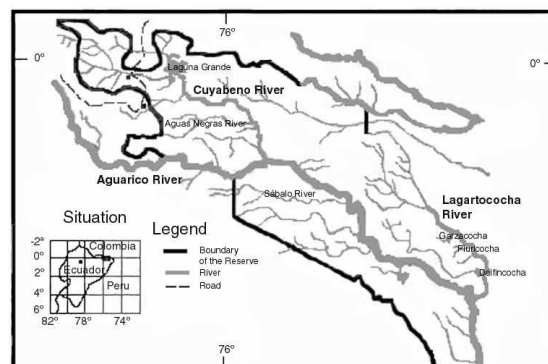 76°
0°
0°
Laguna Grande
Cuyabeno River
Aguas Negras River
Aguarico River
Sábalo River
Lagartococha
River
Garzacocha
Piuricocha
Delfincocha
Situation
Legend
Boundary
of the Reserve
River
Road
-2°
0°
2°
4°
6°
Colombia
Ecuador
Peru
82°
78°
74°
76°